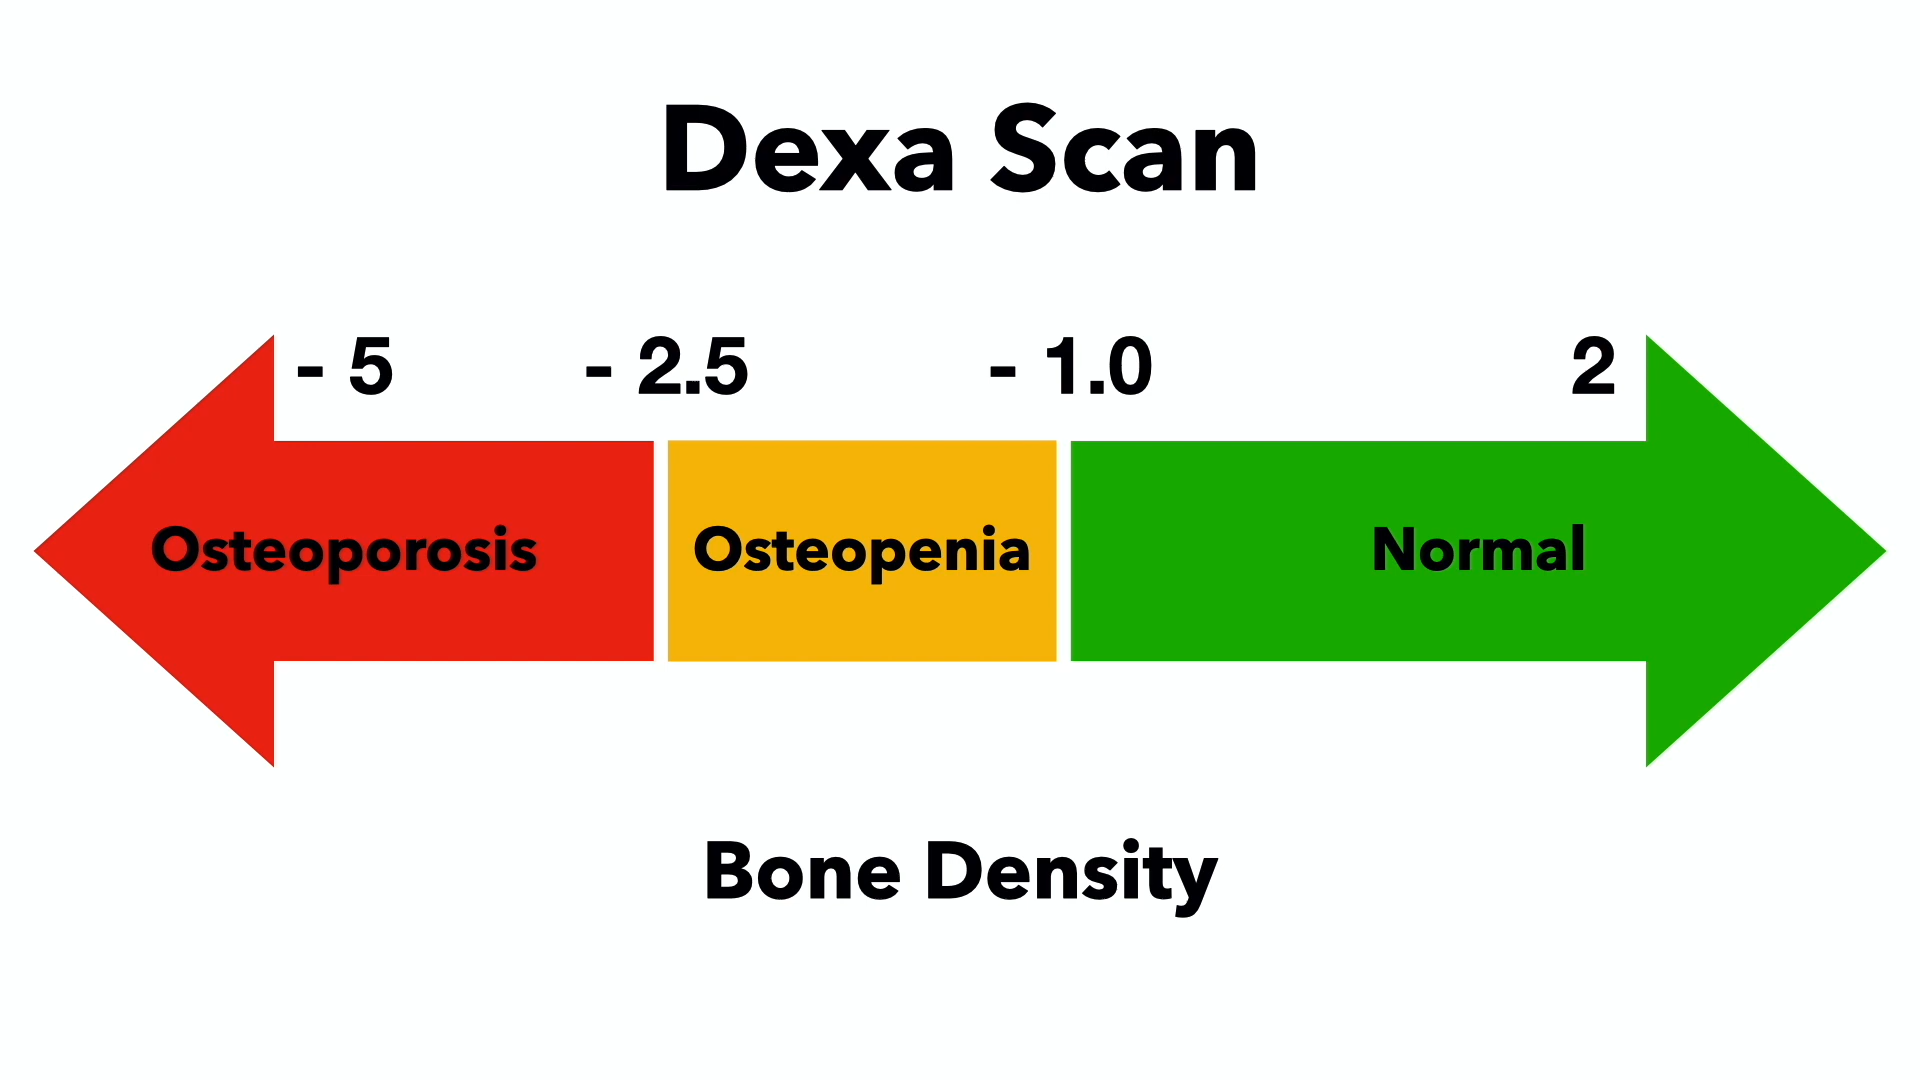 Dexa Scan
- 5 - 2.5 - 1.0 2
Osteoporosis Osteopenia Normal
Bone Density